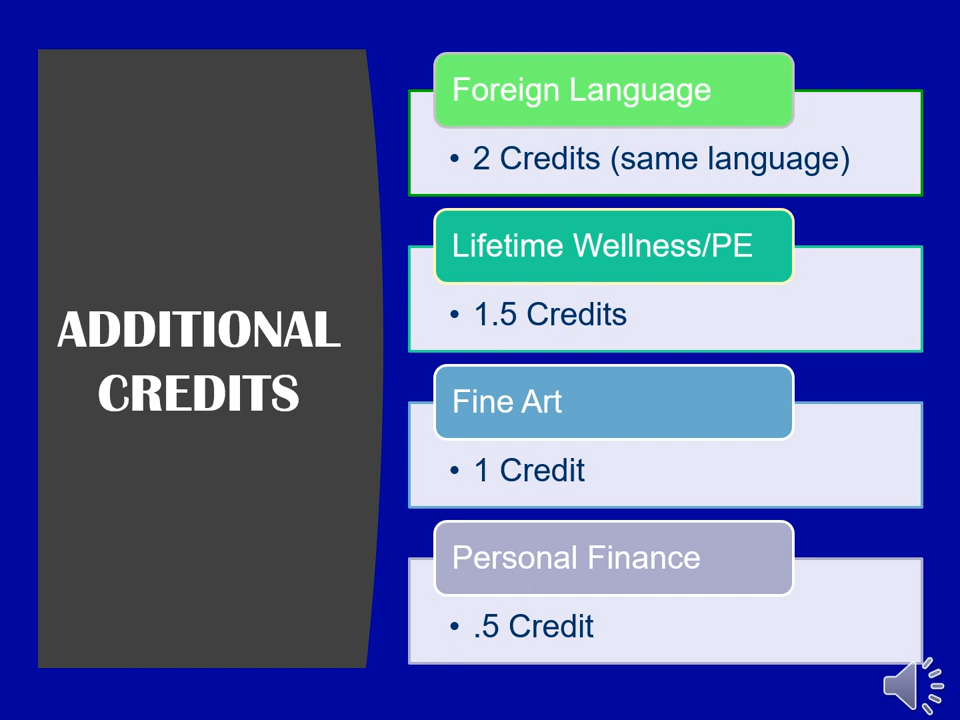 ADDITIONAL
CREDITS
Foreign Language
• 2 Credits (same language)
Lifetime Wellness/PE
• 1.5 Credits
Fine Art
• 1 Credit
Personal Finance
• .5 Credit